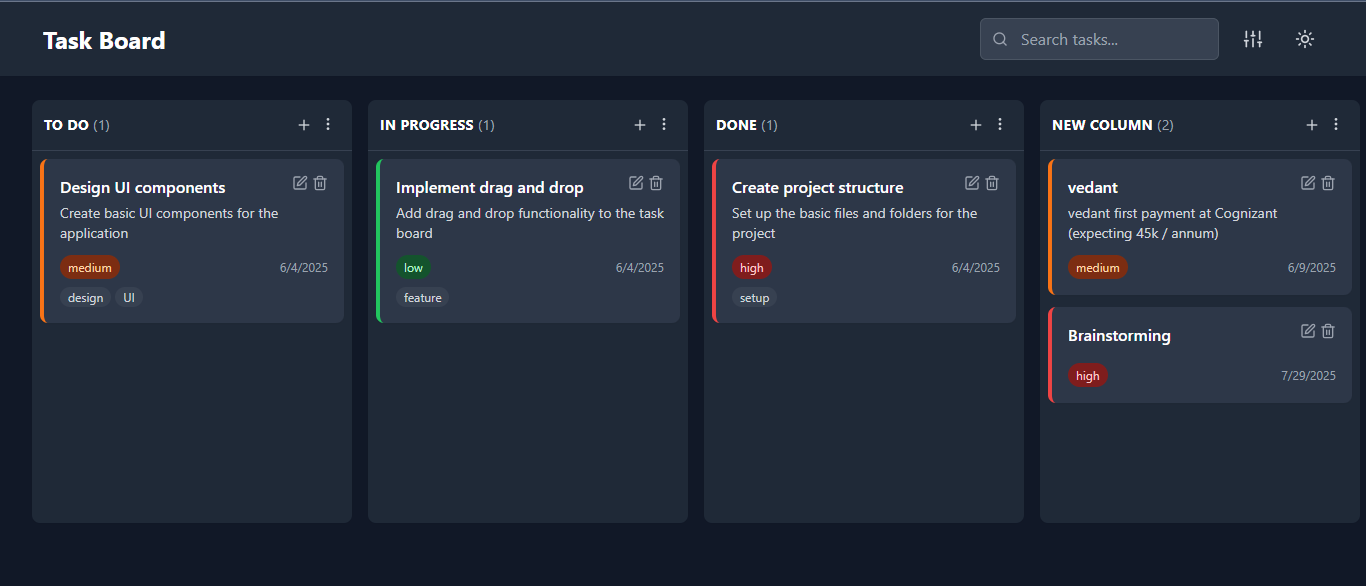 Task Board
Search tasks...
TO DO (1)
Design UI components
Create basic UI components for the
application
medium
6/4/2025
design UI
IN PROGRESS (1)
Implement drag and drop
Add drag and drop functionality to the task
board
low
6/4/2025
feature
DONE (1)
Create project structure
Set up the basic files and folders for the
project
high
6/4/2025
setup
NEW COLUMN (2)
vedant
vedant first payment at Cognizant
(expecting 45k / annum)
medium
6/9/2025
Brainstorming
high
7/29/2025